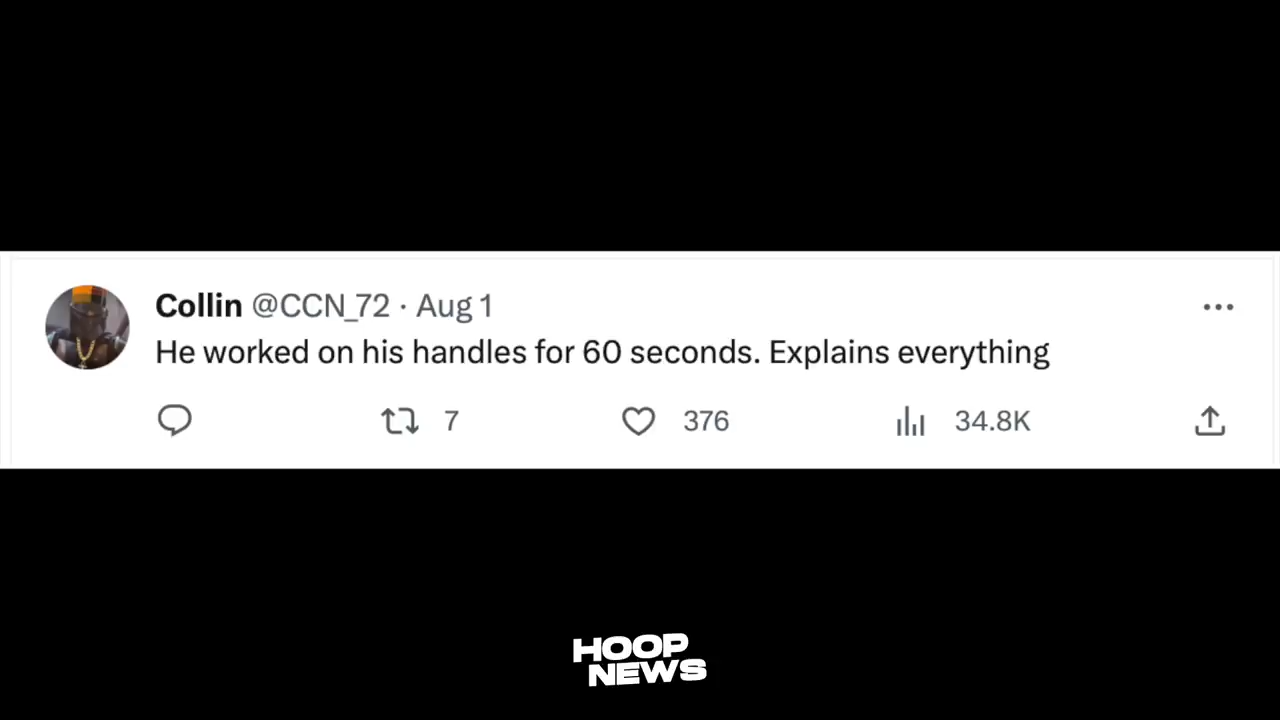 Collin @CCN_72 · Aug 1
He worked on his handles for 60 seconds. Explains everything
7 376 34.8K
HOOP
NEWS